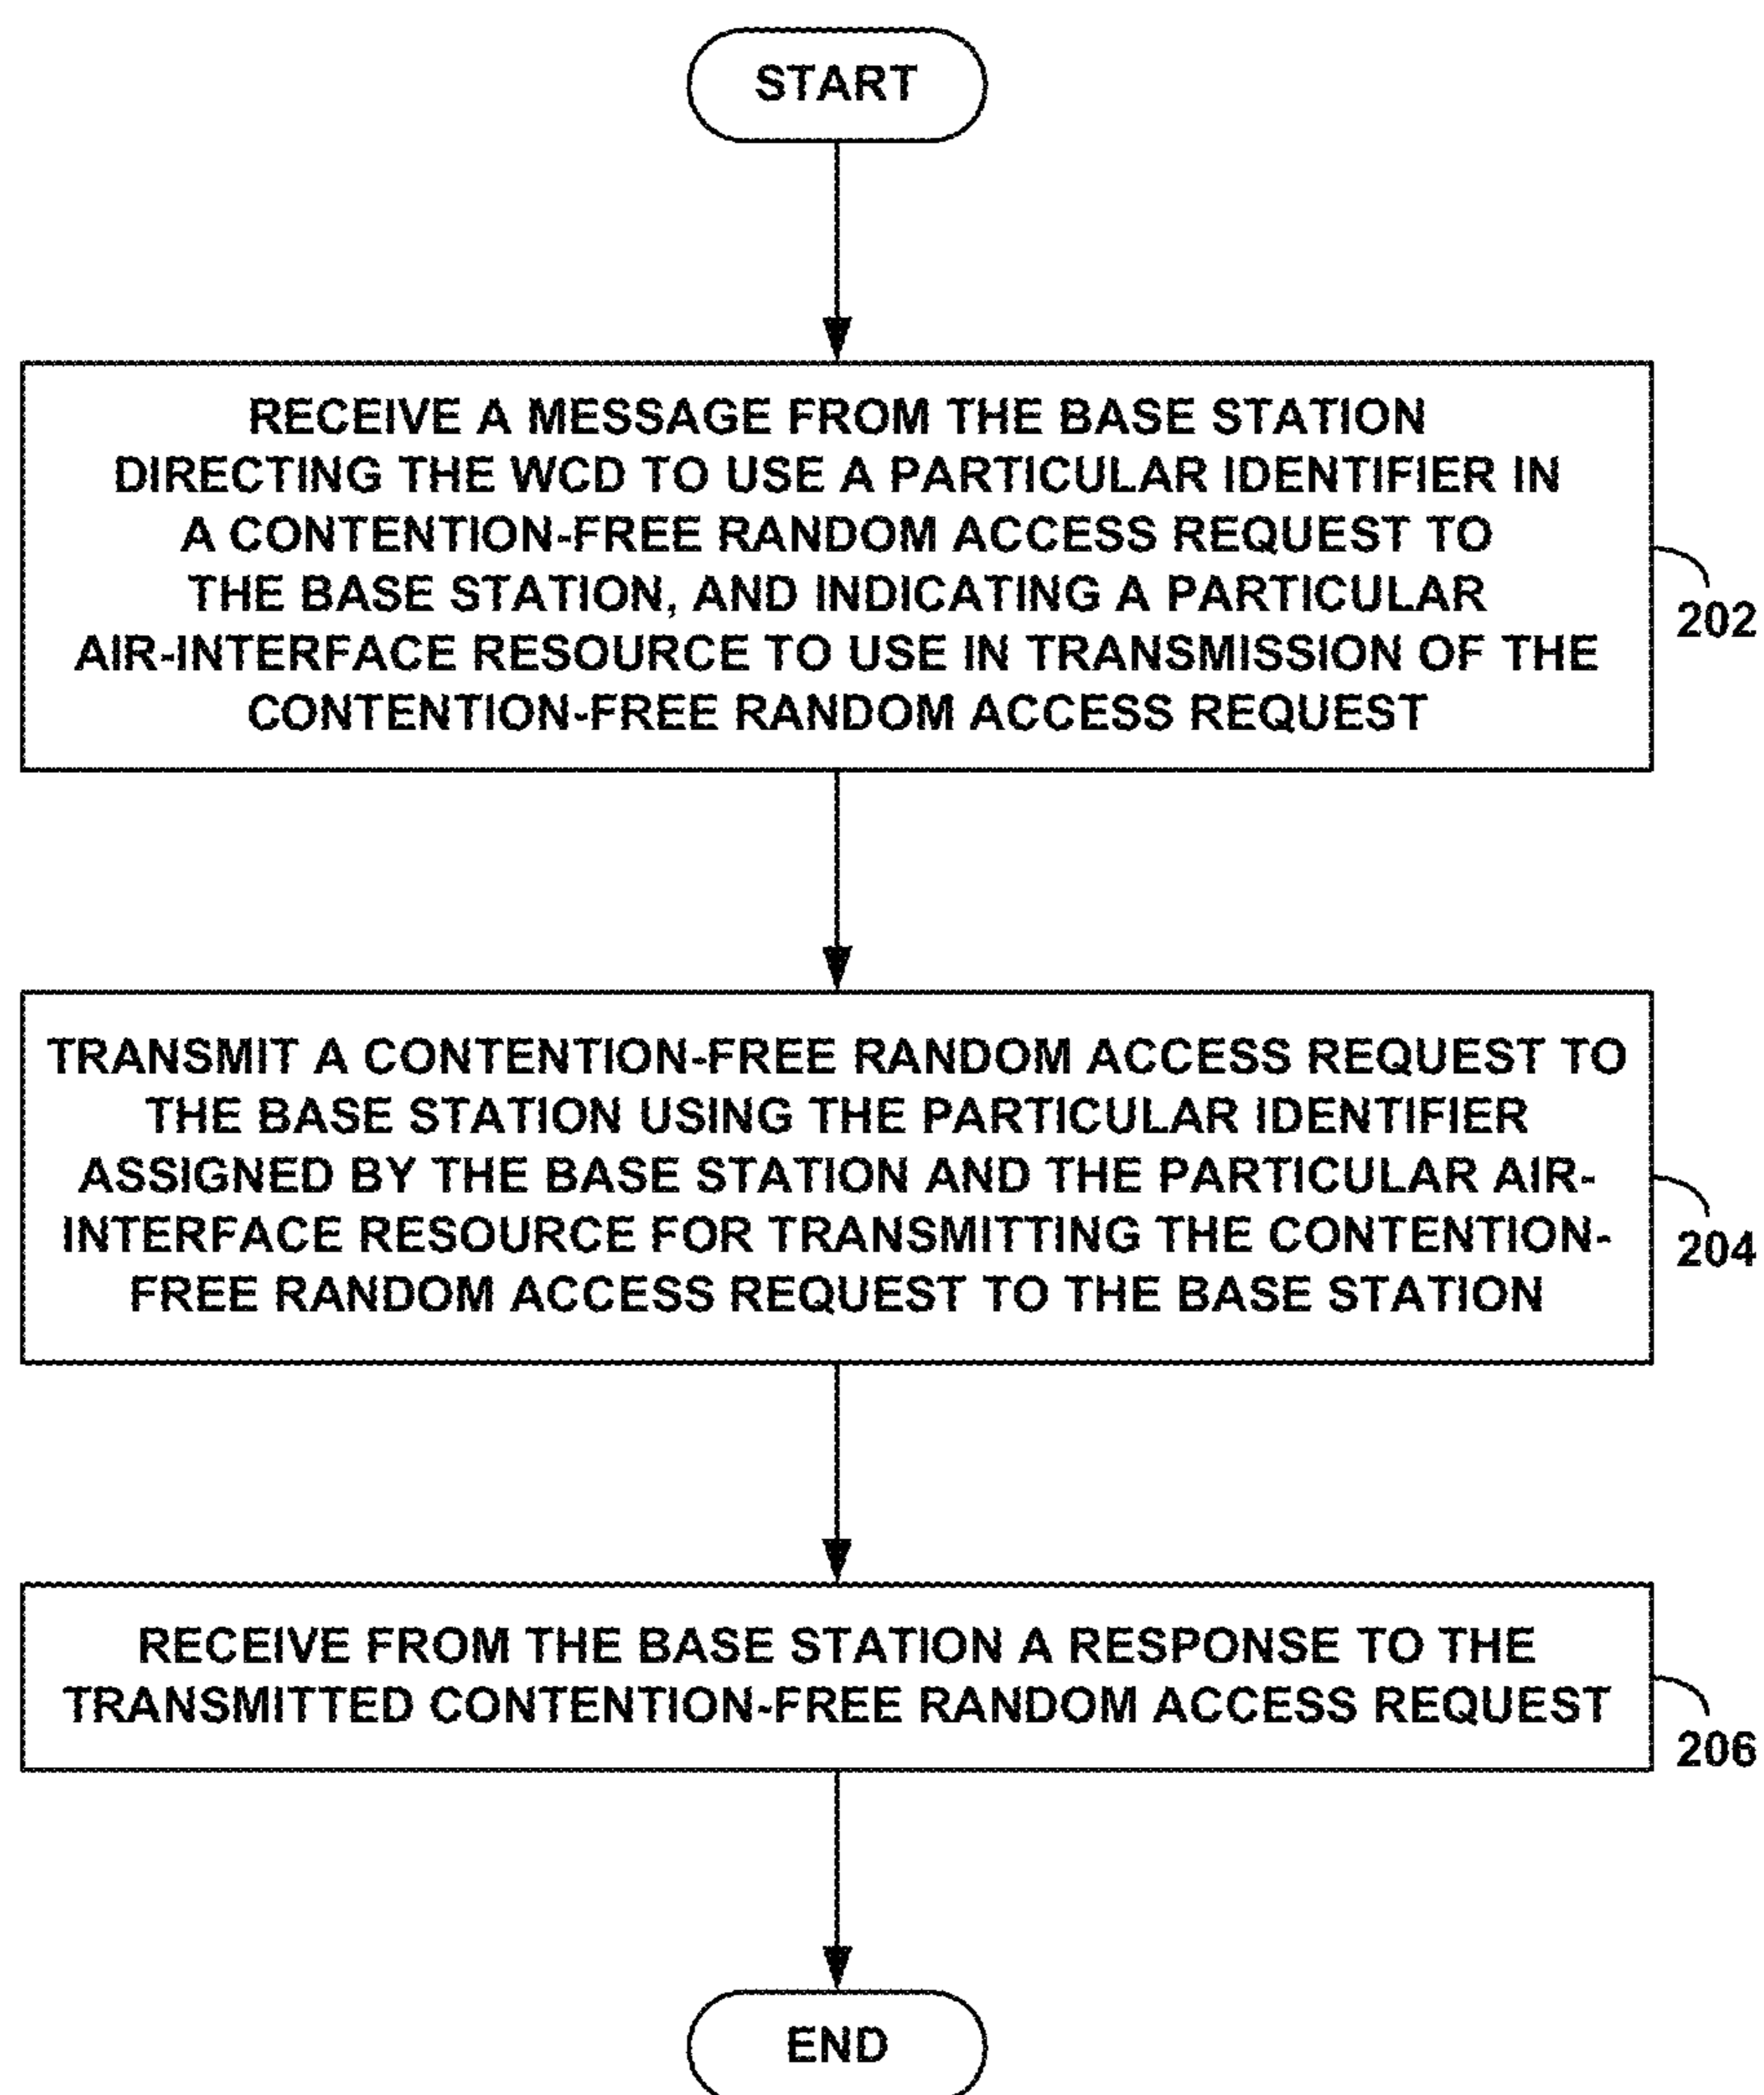 START
RECEIVE A MESSAGE FROM THE BASE STATION
DIRECTING THE WCD TO USE A PARTICULAR IDENTIFIER IN
A CONTENTION-FREE RANDOM ACCESS REQUEST TO
THE BASE STATION, AND INDICATING A PARTICULAR
AIR-INTERFACE RESOURCE TO USE IN TRANSMISSION OF THE
CONTENTION-FREE RANDOM ACCESS REQUEST
202
TRANSMIT A CONTENTION-FREE RANDOM ACCESS REQUEST TO
THE BASE STATION USING THE PARTICULAR IDENTIFIER
ASSIGNED BY THE BASE STATION AND THE PARTICULAR AIR-
INTERFACE RESOURCE FOR TRANSMITTING THE CONTENTION-
FREE RANDOM ACCESS REQUEST TO THE BASE STATION
204
RECEIVE FROM THE BASE STATION A RESPONSE TO THE
TRANSMITTED CONTENTION-FREE RANDOM ACCESS REQUEST
206
END